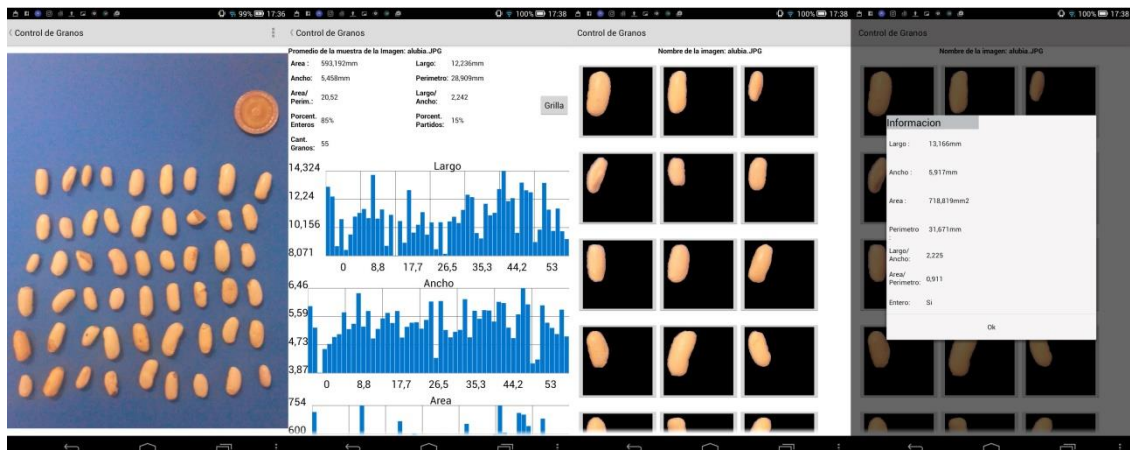 99% 17:36
Control de Granos
100% 17:38
Control de Granos
Promedio de la muestra de la Imagen: alubia.JPG
Area : 593,192mm Largo: 12,236mm
Ancho: 5,458mm Perimetro: 28,909mm
Area/ Perim.: 20,52 Largo/ Ancho: 2,242
Grilla
Porcent. Enteros 85% Porcent. Partidos: 15%
Cant. Granos: 55
Largo
14,324
12,24
10,156
8,071
0 8,8 17,7 26,5 35,3 44,2 53
Ancho
6,46
5,59
4,73
3,87
0 8,8 17,7 26,5 35,3 44,2 53
Area
754
600
100% 17:38
Control de Granos
Nombre de la imagen: alubia.JPG
100% 17:38
Control de Granos
Nombre de la imagen: alubia.JPG
Informacion
Largo : 13,166mm
Ancho : 5,917mm
Area : 718,819mm2
Perimetro : 31,671mm
Largo/ Ancho: 2,225
Area/ Perimetro: 0,911
Entero: Si
Ok